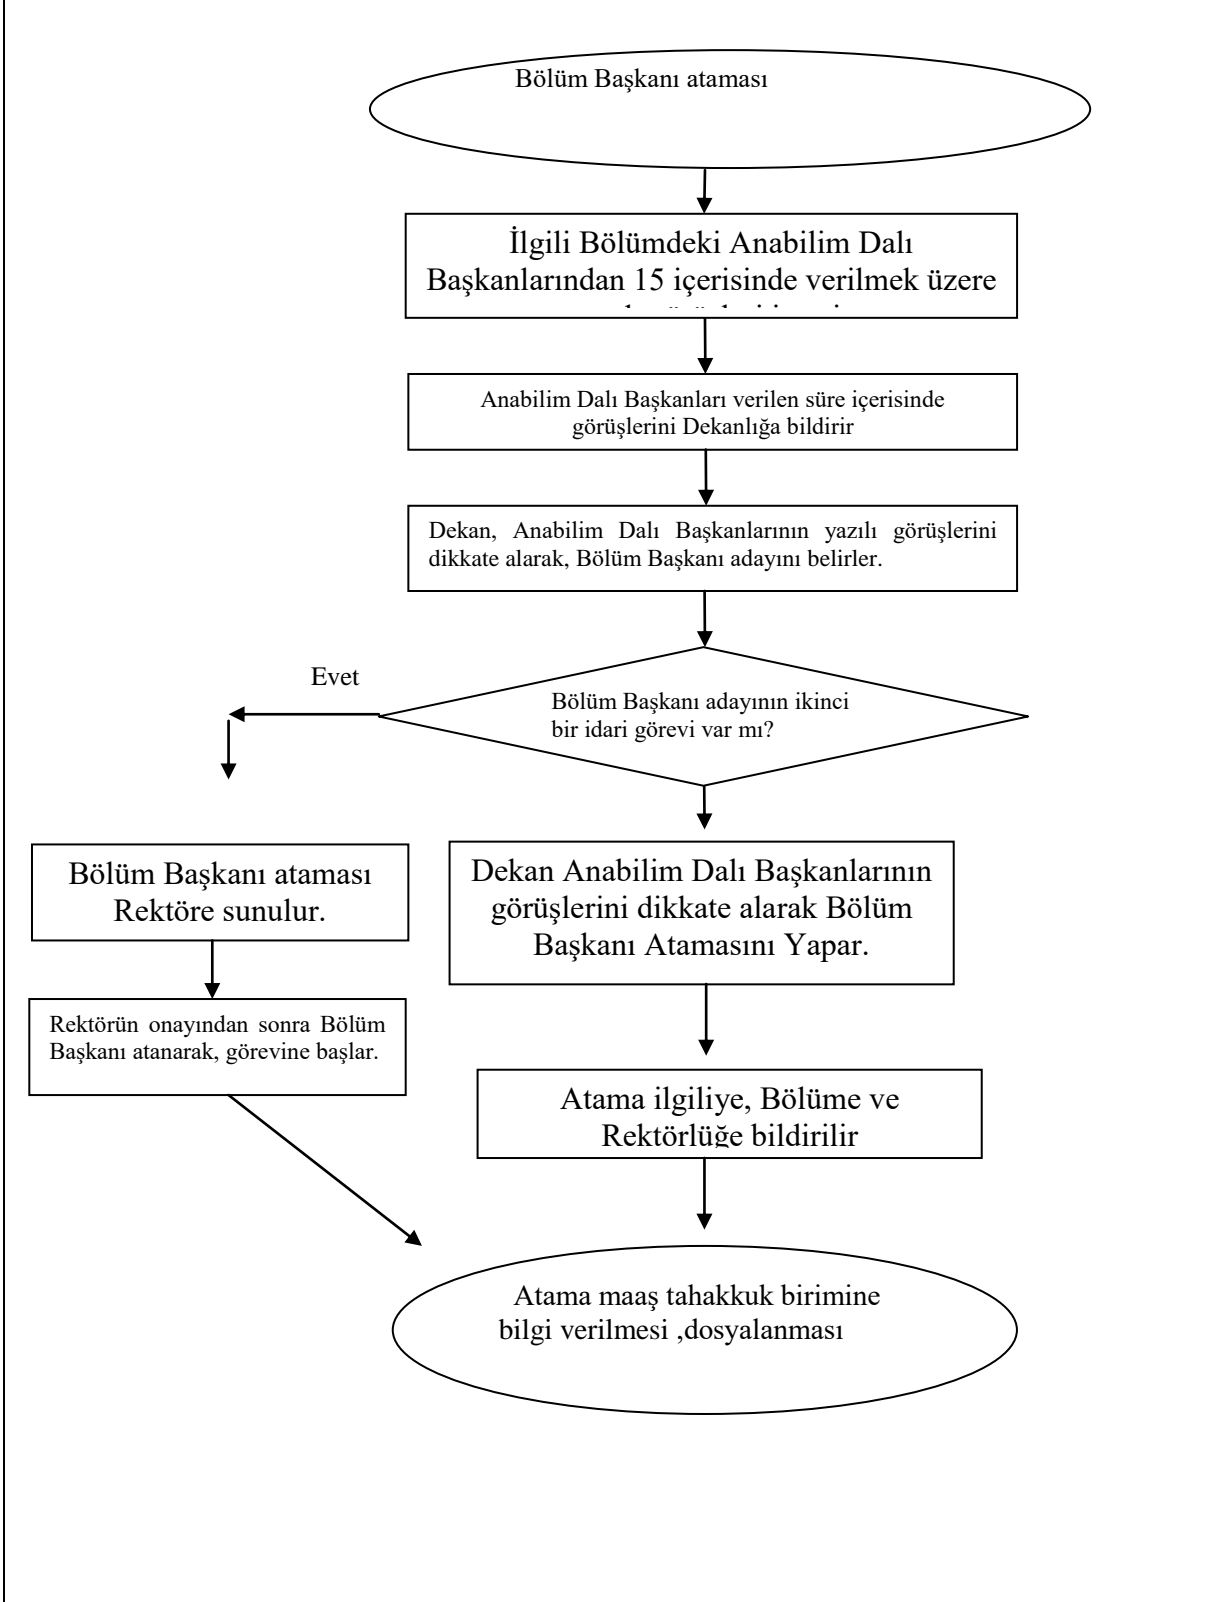 Bölüm Başkanı ataması
İlgili Bölümdeki Anabilim Dalı
Başkanlarından 15 içerisinde verilmek üzere
Anabilim Dalı Başkanları verilen süre içerisinde
görüşlerini Dekanlığa bildirir
Dekan, Anabilim Dalı Başkanlarının yazılı görüşlerini
dikkate alarak, Bölüm Başkanı adayını belirler.
Evet
Bölüm Başkanı adayının ikinci
bir idari görevi var mı?
Bölüm Başkanı ataması
Rektöre sunulur.
Dekan Anabilim Dalı Başkanlarının
görüşlerini dikkate alarak Bölüm
Başkanı Atamasını Yapar.
Rektörün onayından sonra Bölüm
Başkanı atanarak, görevine başlar.
Atama ilgiliye, Bölüme ve
Rektörlüğe bildirilir
Atama maaş tahakkuk birimine
bilgi verilmesi ,dosyalanması